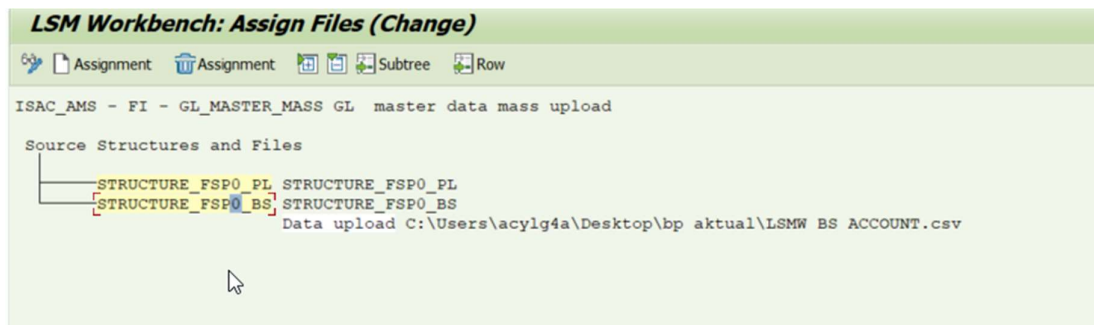 LSM Workbench: Assign Files (Change)
Assignment Assignment Subtree Row
ISAC_AMS - FI - GL_MASTER_MASS GL master data mass upload
Source Structures and Files
STRUCTURE_FSP0_PL STRUCTURE_FSP0_PL
STRUCTURE_FSP0_BS STRUCTURE_FSP0_BS
Data upload C:\Users\acylg4a\Desktop\bp aktual\LSMW BS ACCOUNT.csv